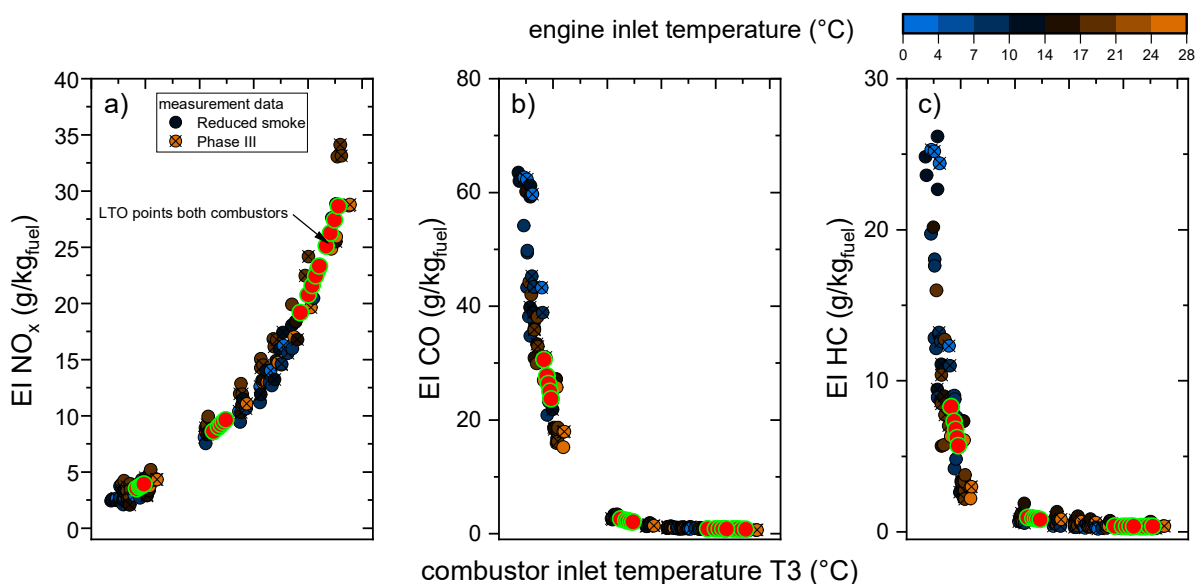 engine inlet temperature (°C)
0 4 7 10 14 17 21 24 28
a)
measurement data
Reduced smoke
Phase III
LTO points both combustors
EI NOx (g/kgfuel)
40
35
30
25
20
15
10
5
0
b)
EI CO (g/kgfuel)
80
60
40
20
0
c)
EI HC (g/kgfuel)
30
20
10
0
combustor inlet temperature T3 (°C)